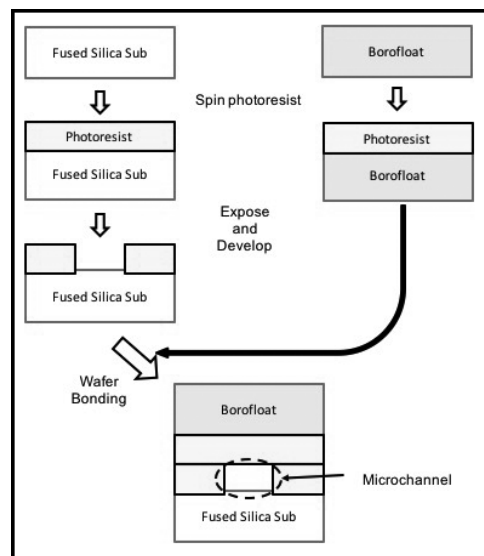 Fused Silica Sub
Borofloat
Spin photoresist
Photoresist
Fused Silica Sub
Photoresist
Borofloat
Expose
and
Develop
Fused Silica Sub
Wafer
Bonding
Borofloat
Microchannel
Fused Silica Sub